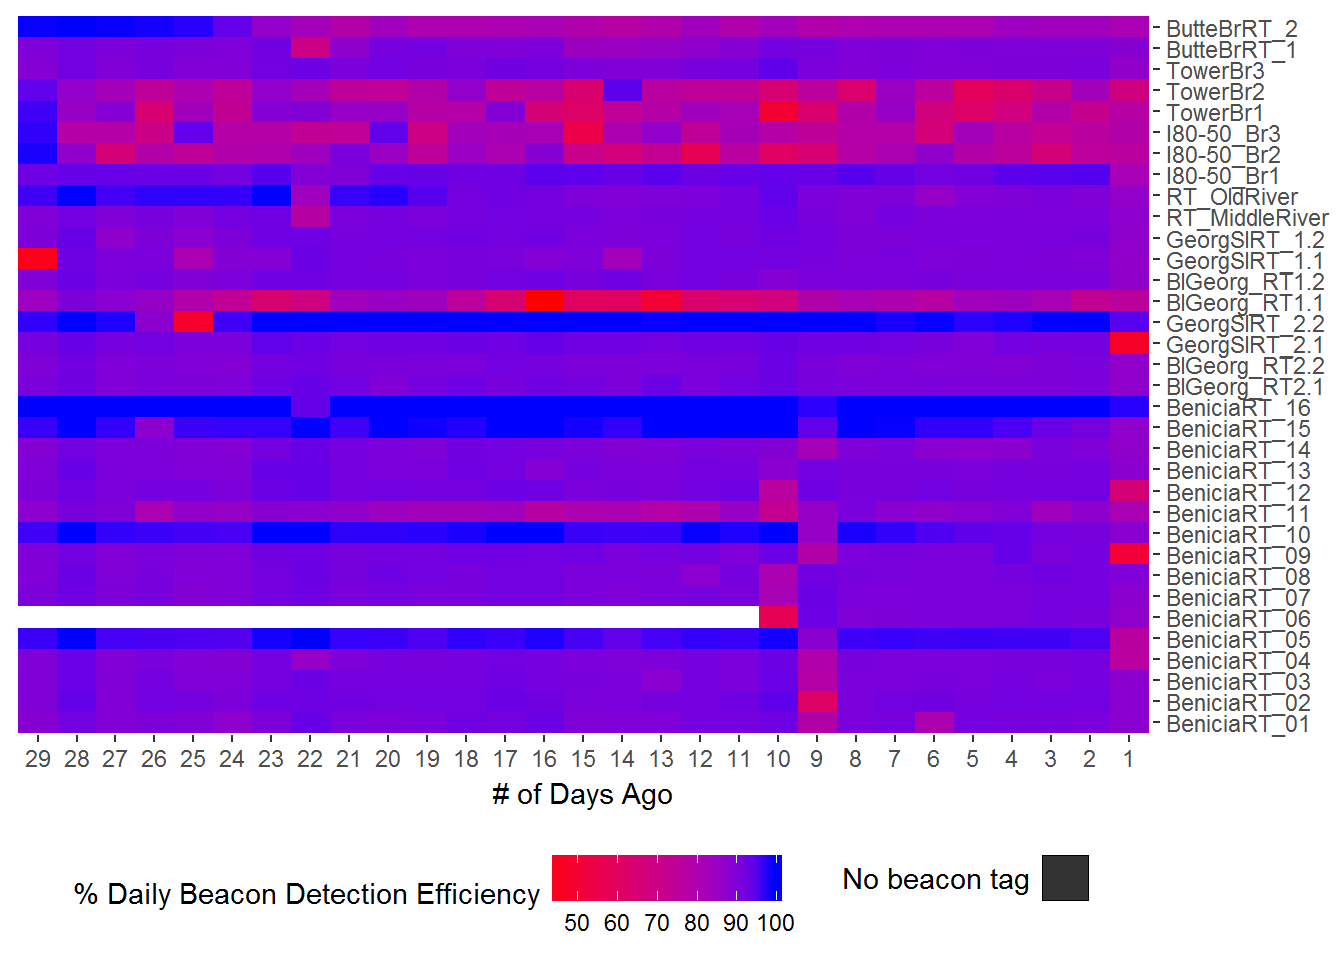 ButteBrRT_2
ButteBrRT_1
TowerBr3
TowerBr2
TowerBr1
I80-50_Br3
I80-50_Br2
I80-50_Br1
RT_OldRiver
RT_MiddleRiver
GeorgSlRT_1.2
GeorgSlRT_1.1
BlGeorg_RT1.2
BlGeorg_RT1.1
GeorgSlRT_2.2
GeorgSlRT_2.1
BlGeorg_RT2.2
BlGeorg_RT2.1
BeniciaRT_16
BeniciaRT_15
BeniciaRT_14
BeniciaRT_13
BeniciaRT_12
BeniciaRT_11
BeniciaRT_10
BeniciaRT_09
BeniciaRT_08
BeniciaRT_07
BeniciaRT_06
BeniciaRT_05
BeniciaRT_04
BeniciaRT_03
BeniciaRT_02
BeniciaRT_01
29 28 27 26 25 24 23 22 21 20 19 18 17 16 15 14 13 12 11 10 9 8 7 6 5 4 3 2 1
# of Days Ago
% Daily Beacon Detection Efficiency
50 60 70 80 90 100
No beacon tag